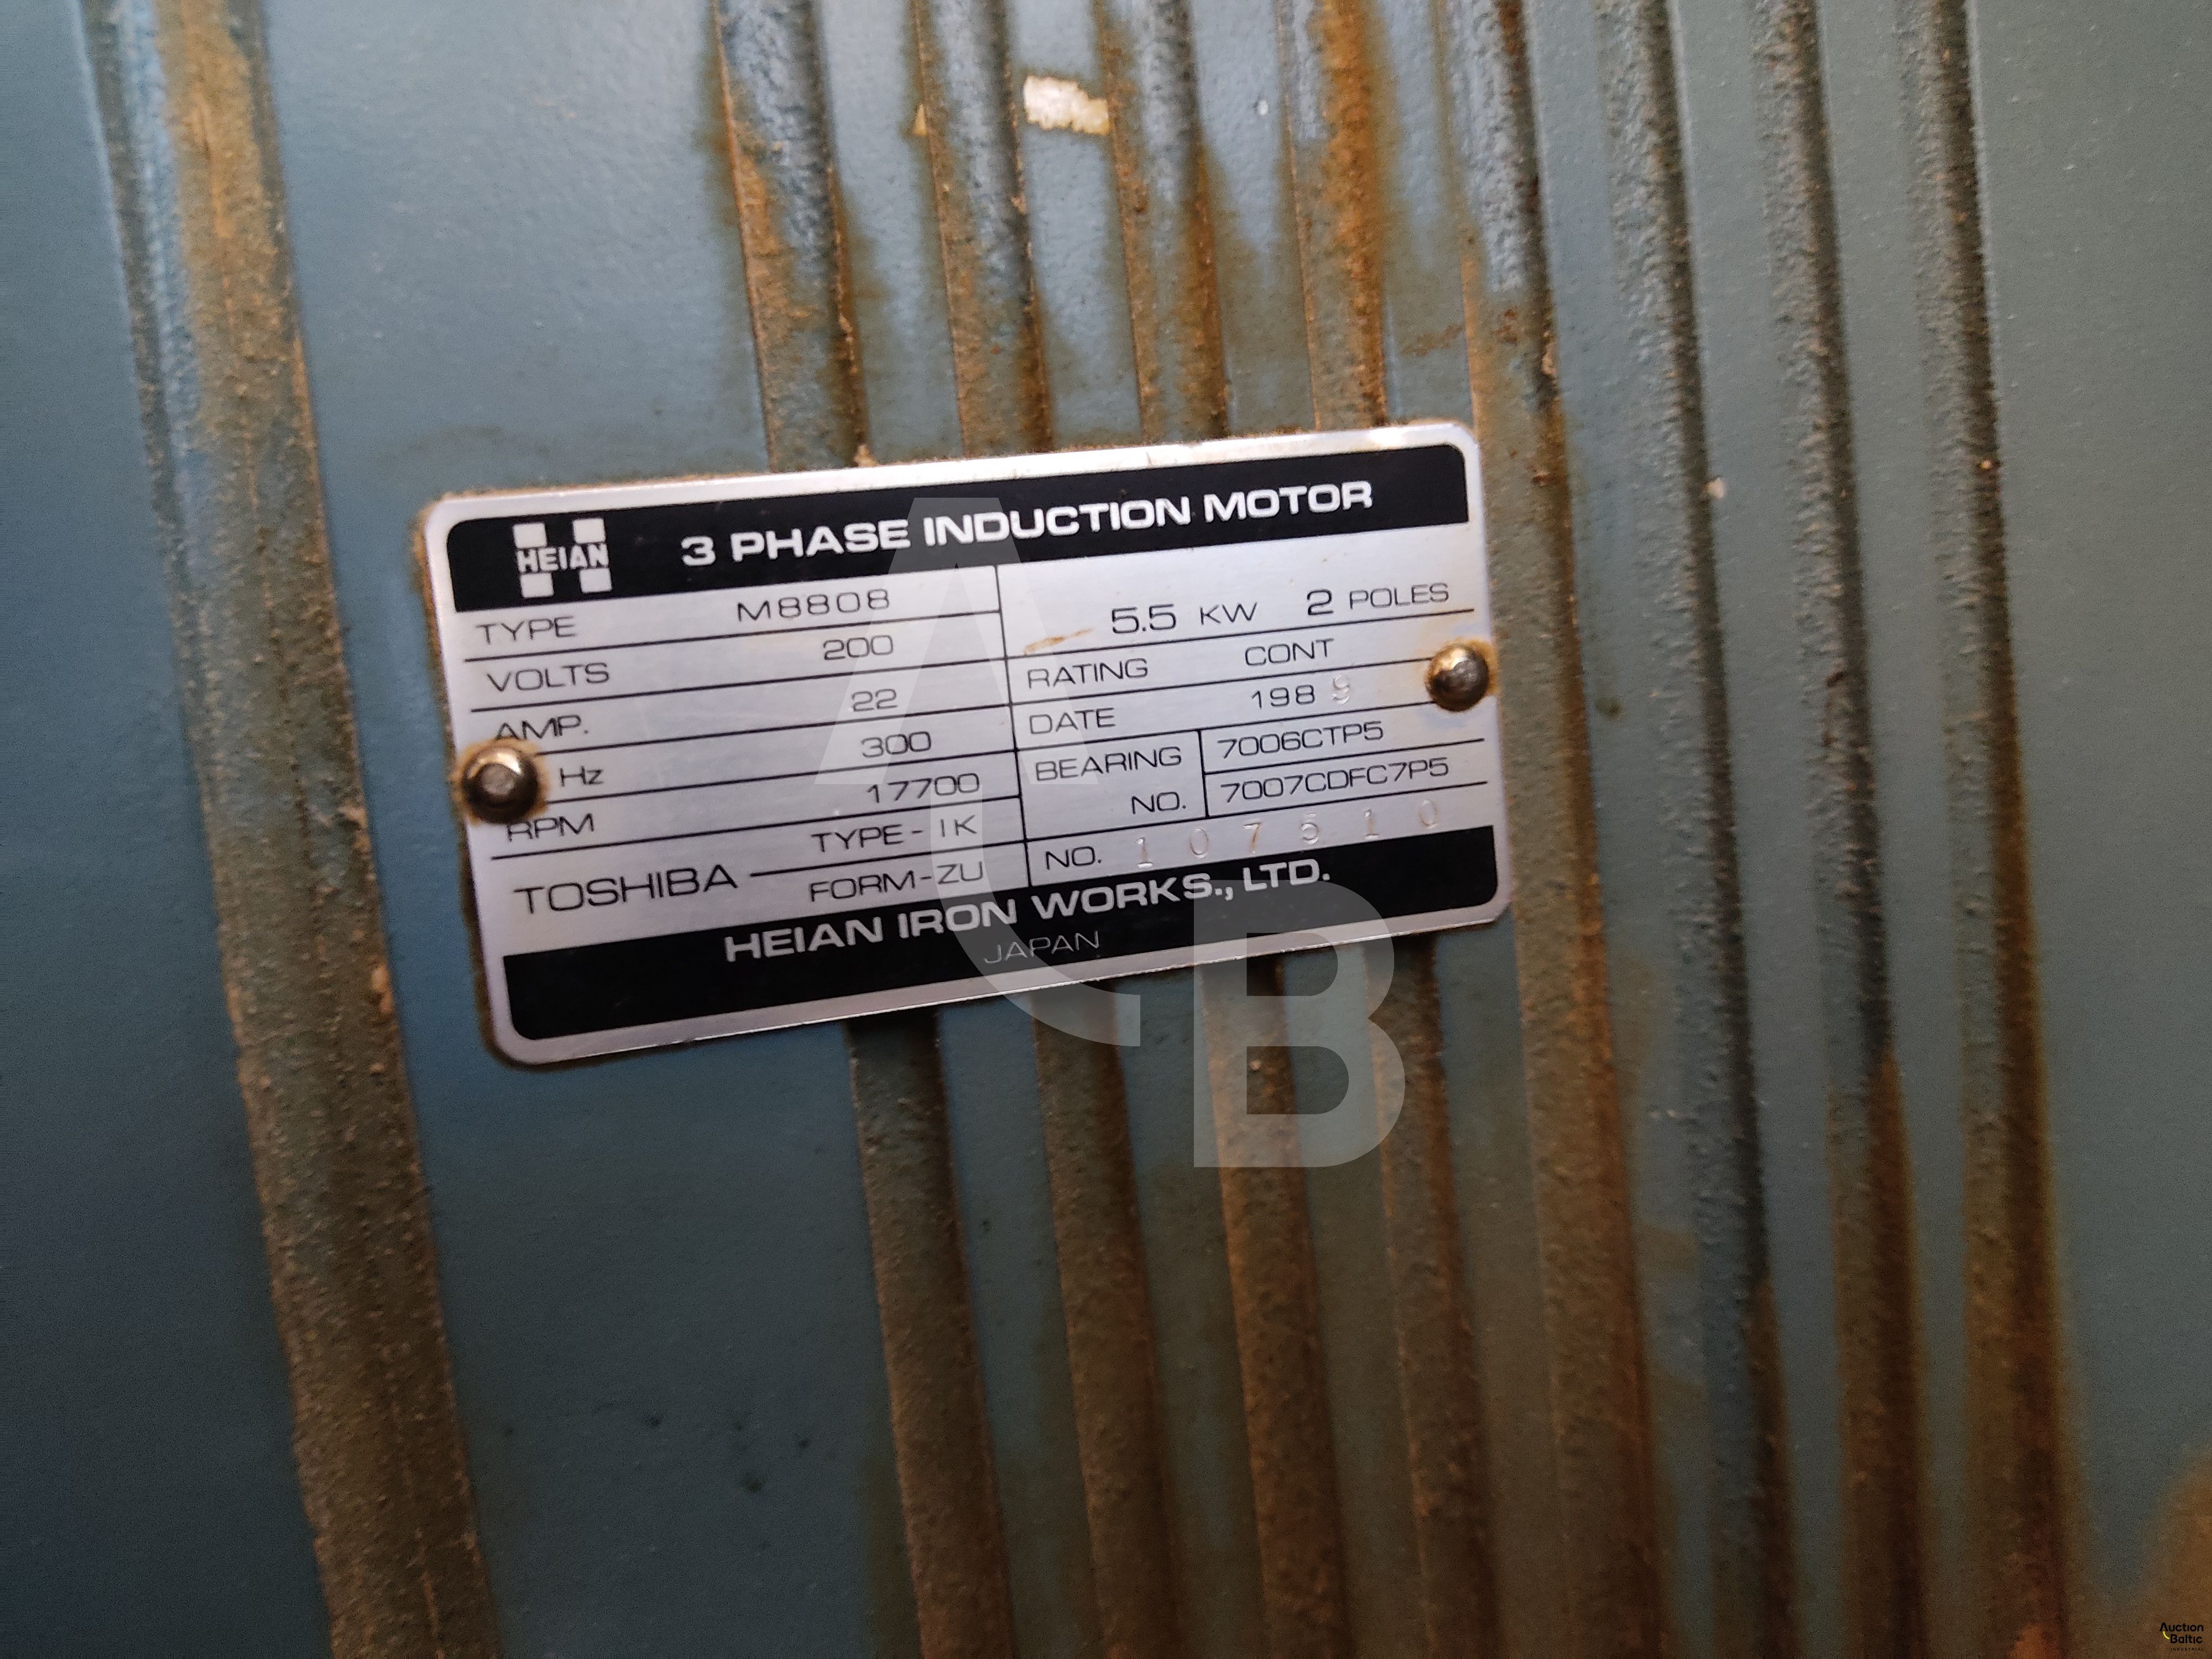 HEIAN 3 PHASE INDUCTION MOTOR
TYPE M8808
5.5 KW 2 POLES
VOLTS 200
RATING CONT
AMP. 22
DATE 1989
Hz 300
BEARING NO. 7006CTP5
7007CDFC7P5
RPM 17700
TOSHIBA TYPE-IK
FORM-ZU
NO. 107510
HEIAN IRON WORKS., LTD.
JAPAN
ACB
Auction
Baltic